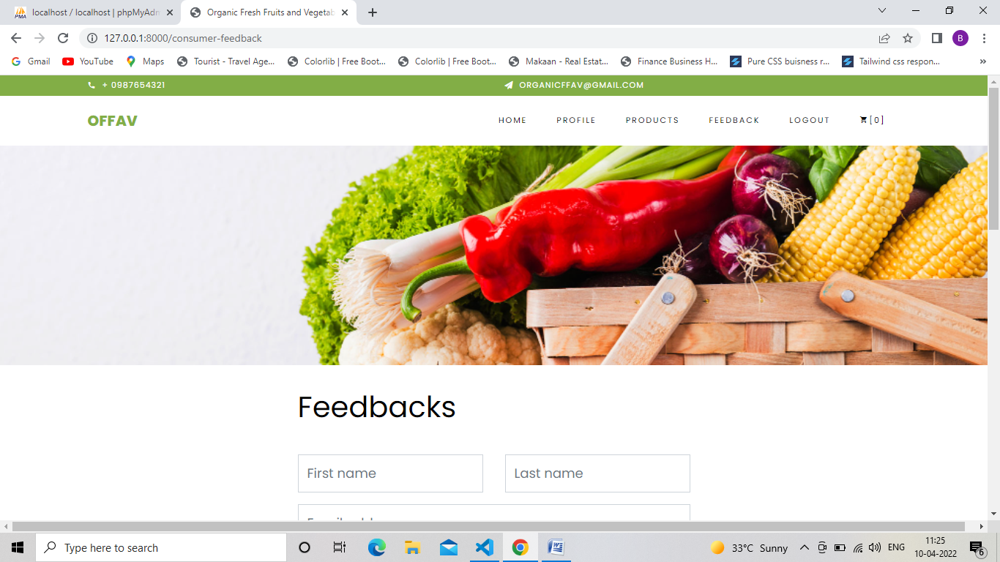 localhost / localhost | phpMyAdm
Organic Fresh Fruits and Vegetab
127.0.0.1:8000/consumer-feedback
B
Gmail
YouTube
Maps
Tourist - Travel Age...
Colorlib | Free Boot...
Colorlib | Free Boot...
Makaan - Real Estat...
Finance Business H...
Pure CSS buisness r...
Tailwind css respon...
»
+ 0987654321
ORGANICFFAV@GMAIL.COM
OFFAV
HOME
PROFILE
PRODUCTS
FEEDBACK
LOGOUT
[0]
Feedbacks
First name
Last name
Type here to search
33°C Sunny
ENG
11:25
10-04-2022
6